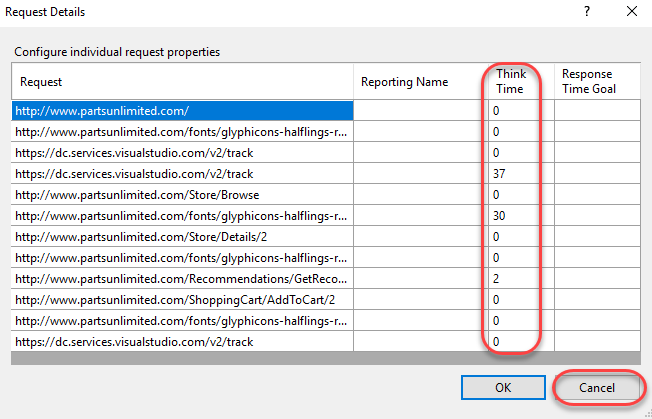 Request Details ? ×
Configure individual request properties
Request Reporting Name Think Time Response Time Goal
http://www.partsunlimited.com/ 0
http://www.partsunlimited.com/fonts/glyphicons-halflings-r... 0
https://dc.services.visualstudio.com/v2/track 0
https://dc.services.visualstudio.com/v2/track 37
http://www.partsunlimited.com/Store/Browse 0
http://www.partsunlimited.com/fonts/glyphicons-halflings-r... 30
http://www.partsunlimited.com/Store/Details/2 0
http://www.partsunlimited.com/fonts/glyphicons-halflings-r... 0
http://www.partsunlimited.com/Recommendations/GetReco... 2
http://www.partsunlimited.com/ShoppingCart/AddToCart/2 0
http://www.partsunlimited.com/fonts/glyphicons-halflings-r... 0
https://dc.services.visualstudio.com/v2/track 0
OK Cancel